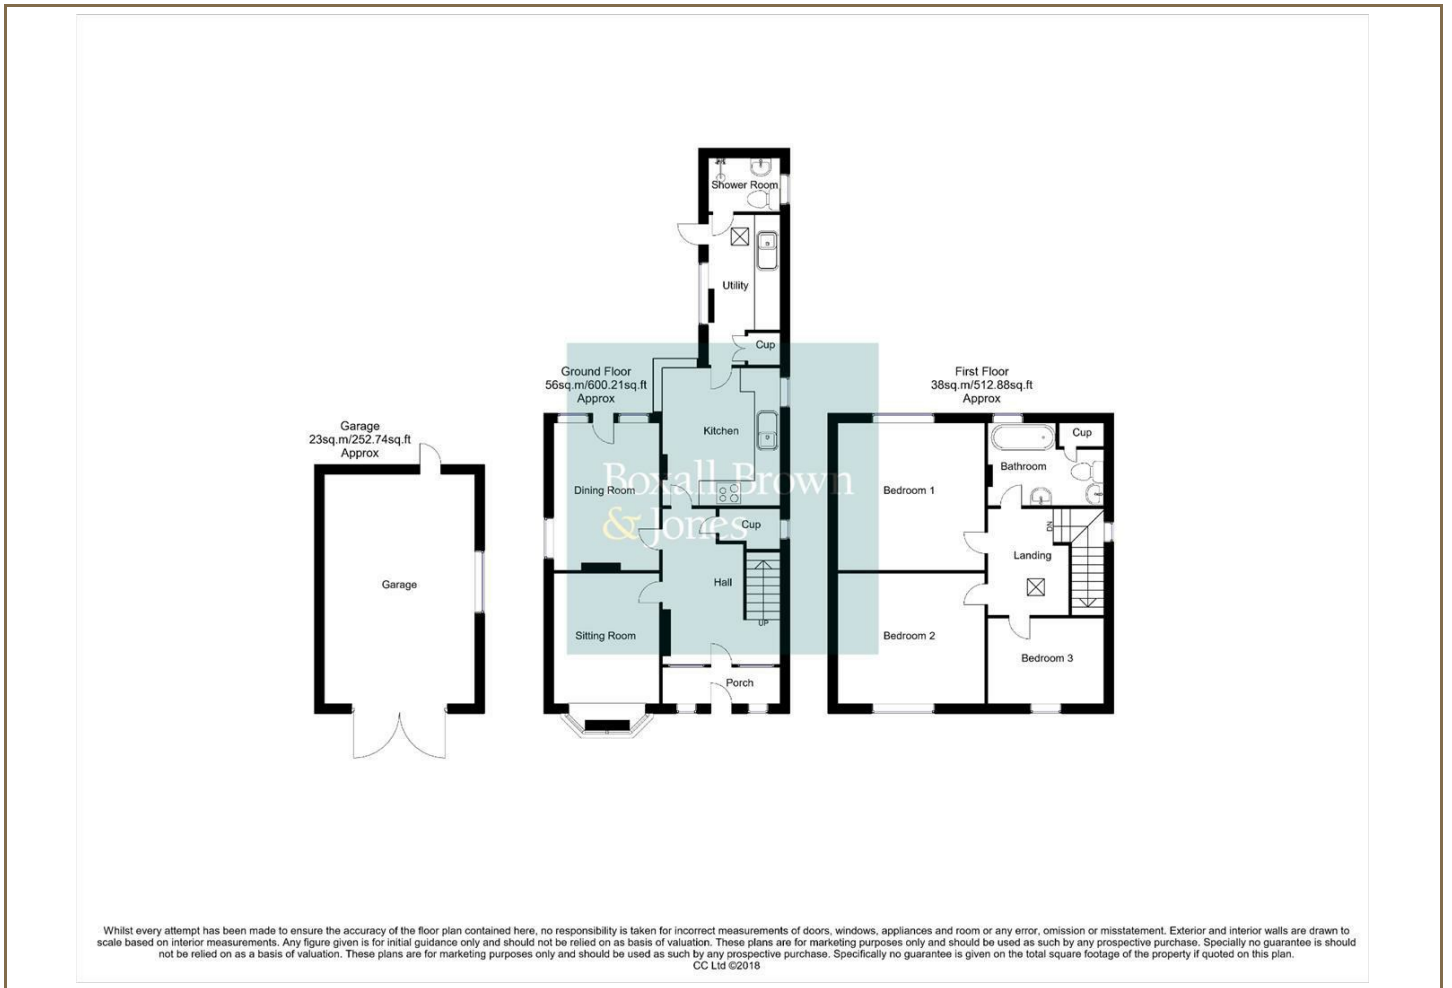 Shower Room
Utility
Cup
Ground Floor
56sq.m/600.21sq.ft
Approx
First Floor
38sq.m/512.88sq.ft
Approx
Garage
23sq.m/252.74sq.ft
Approx
Kitchen
Cup
Bathroom
Boxall Brown
& Jones
Dining Room
Bedroom 1
Cup
DN
Landing
Hall
Garage
UP
Sitting Room
Bedroom 2
Bedroom 3
Porch
Whilst every attempt has been made to ensure the accuracy of the floor plan contained here, no responsibility is taken for incorrect measurements of doors, windows, appliances and room or any error, omission or misstatement. Exterior and interior walls are drawn to
scale based on interior measurements. Any figure given is for initial guidance only and should not be relied on as basis of valuation. These plans are for marketing purposes only and should be used as such by any prospective purchase. Specially no guarantee is should
not be relied on as a basis of valuation. These plans are for marketing purposes only and should be used as such by any prospective purchase. Specifically no guarantee is given on the total square footage of the property if quoted on this plan.
CC Ltd ©2018